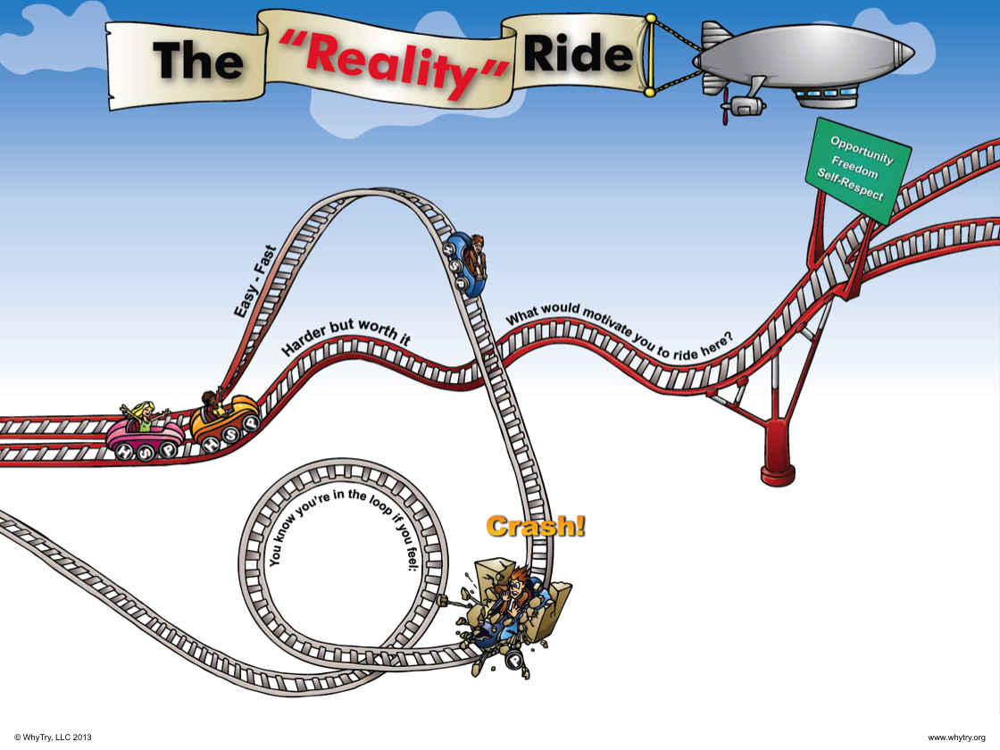 The "Reality" Ride
Opportunity
Freedom
Self-Respect
Easy - Fast
Harder but worth it
What would motivate you to ride here?
H S P
H S P
H S P
You know you're in the loop if you feel:
Crash!
P
© WhyTry, LLC 2013
www.whytry.org